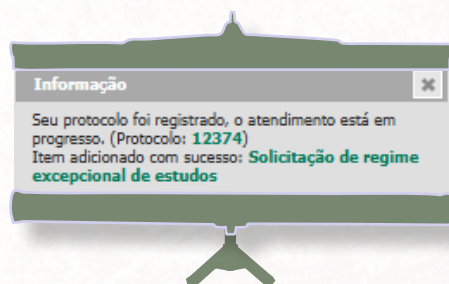 Informação
Seu protocolo foi registrado, o atendimento está em
progresso. (Protocolo: 12374)
Item adicionado com sucesso: Solicitação de regime
excepcional de estudos